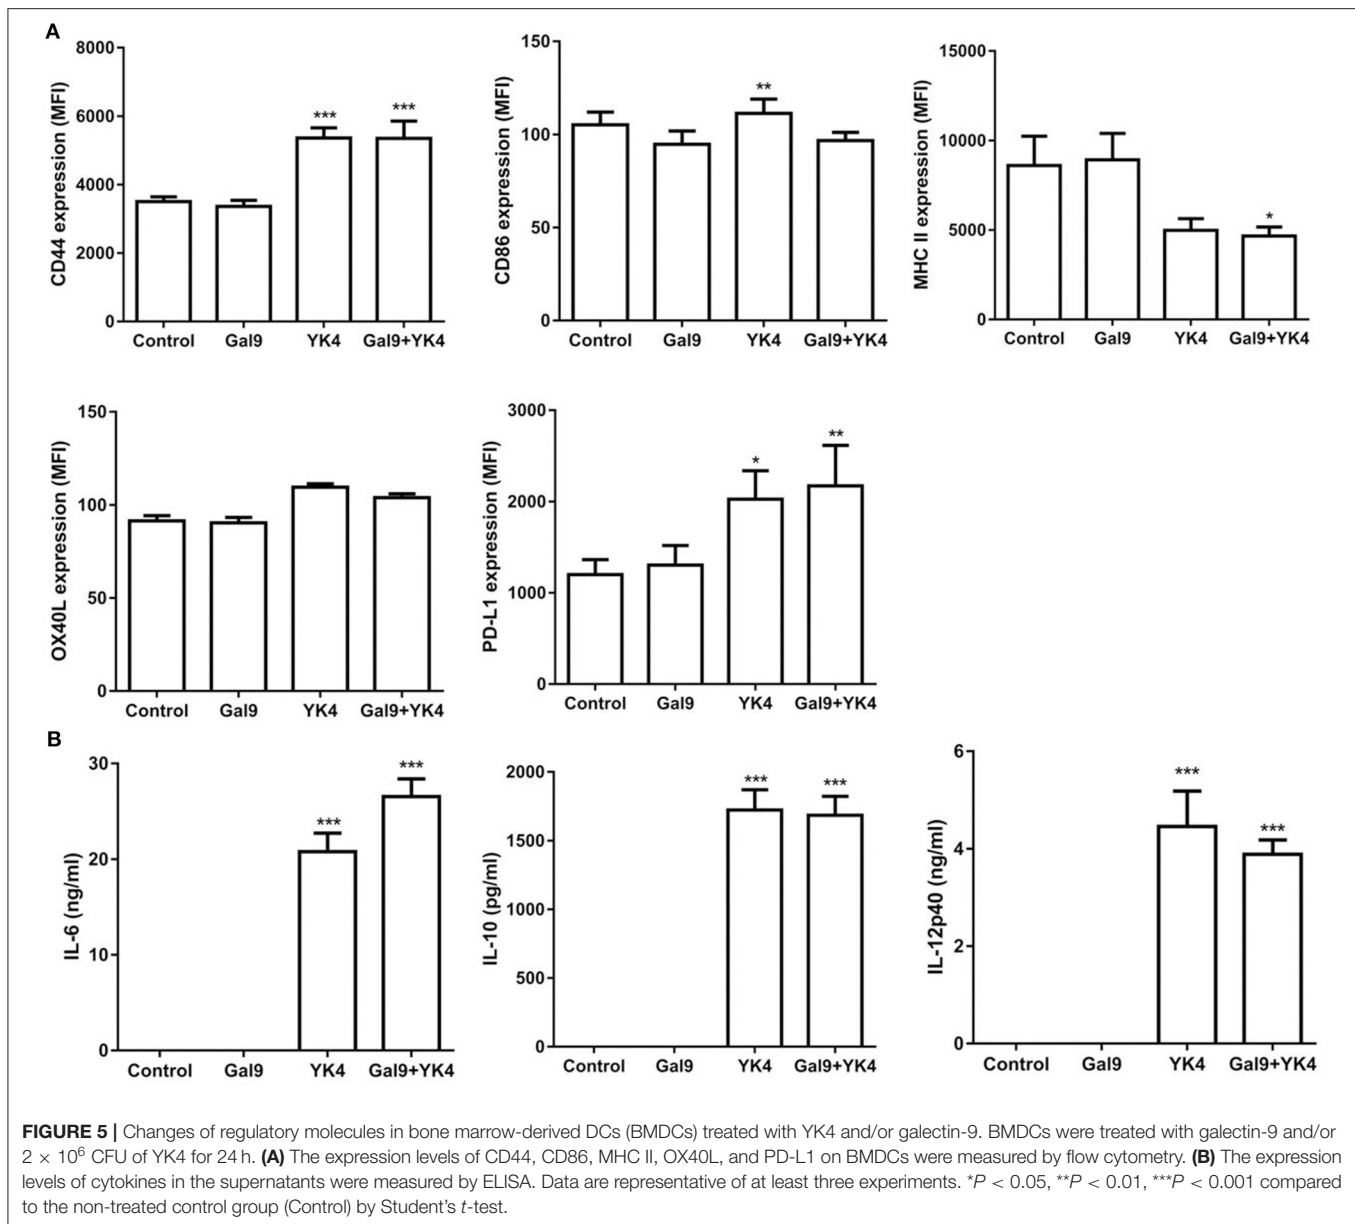 A
CD44 expression (MFI)
8000
6000
4000
2000
0
*** ***
Control Gal9 YK4 Gal9+YK4
CD86 expression (MFI)
150
100
50
0
**
Control Gal9 YK4 Gal9+YK4
MHC II expression (MFI)
15000
10000
5000
0
*
Control Gal9 YK4 Gal9+YK4
OX40L expression (MFI)
150
100
50
0
Control Gal9 YK4 Gal9+YK4
PD-L1 expression (MFI)
3000
2000
1000
0
* **
Control Gal9 YK4 Gal9+YK4
B
IL-6 (ng/ml)
30
20
10
0
*** ***
Control Gal9 YK4 Gal9+YK4
IL-10 (pg/ml)
2000
1500
1000
500
0
*** ***
Control Gal9 YK4 Gal9+YK4
IL-12p40 (ng/ml)
6
4
2
0
*** ***
Control Gal9 YK4 Gal9+YK4
FIGURE 5 | Changes of regulatory molecules in bone marrow-derived DCs (BMDCs) treated with YK4 and/or galectin-9. BMDCs were treated with galectin-9 and/or
2 × 10⁶ CFU of YK4 for 24 h. (A) The expression levels of CD44, CD86, MHC II, OX40L, and PD-L1 on BMDCs were measured by flow cytometry. (B) The expression
levels of cytokines in the supernatants were measured by ELISA. Data are representative of at least three experiments. *P < 0.05, **P < 0.01, ***P < 0.001 compared
to the non-treated control group (Control) by Student's t-test.